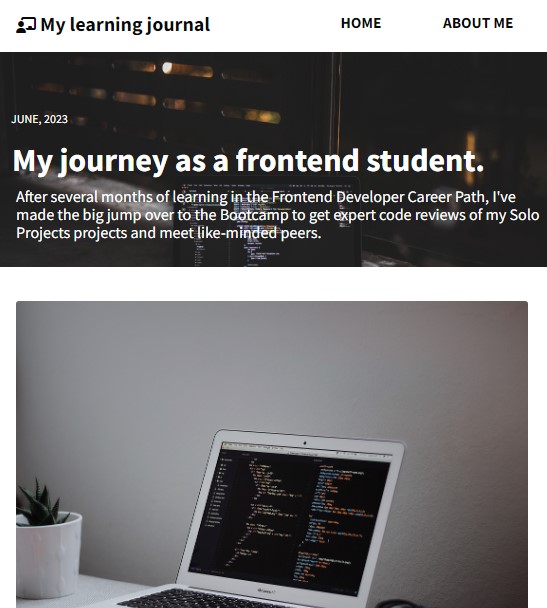 My learning journal
HOME
ABOUT ME
JUNE, 2023
My journey as a frontend student.
After several months of learning in the Frontend Developer Career Path, I've
made the big jump over to the Bootcamp to get expert code reviews of my Solo
Projects projects and meet like-minded peers.